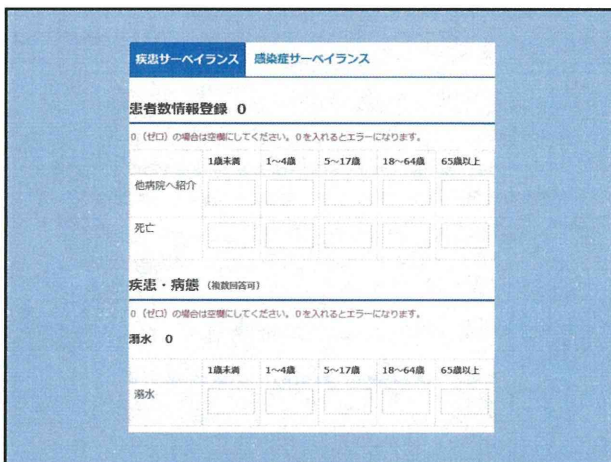 疾患サーベイランス 感染症サーベイランス
患者数情報登録 0
0（ゼロ）の場合は空欄にしてください。0を入れるとエラーになります。
1歳未満 1～4歳 5～17歳 18～64歳 65歳以上
他病院へ紹介
死亡
疾患・病態（複数回答可）
0（ゼロ）の場合は空欄にしてください。0を入れるとエラーになります。
溺水 0
1歳未満 1～4歳 5～17歳 18～64歳 65歳以上
溺水